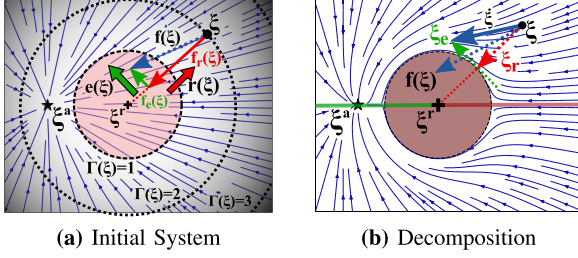 ξ
f(ξ)
f_r(ξ)
e(ξ)
r(ξ)
f_e(ξ)
ξ^a
ξ^r
Γ(ξ)=1
Γ(ξ)=2
Γ(ξ)=3
(a) Initial System
ξ̇
ξ
ξ_e
ξ_r
f(ξ)
ξ^a
ξ^r
(b) Decomposition